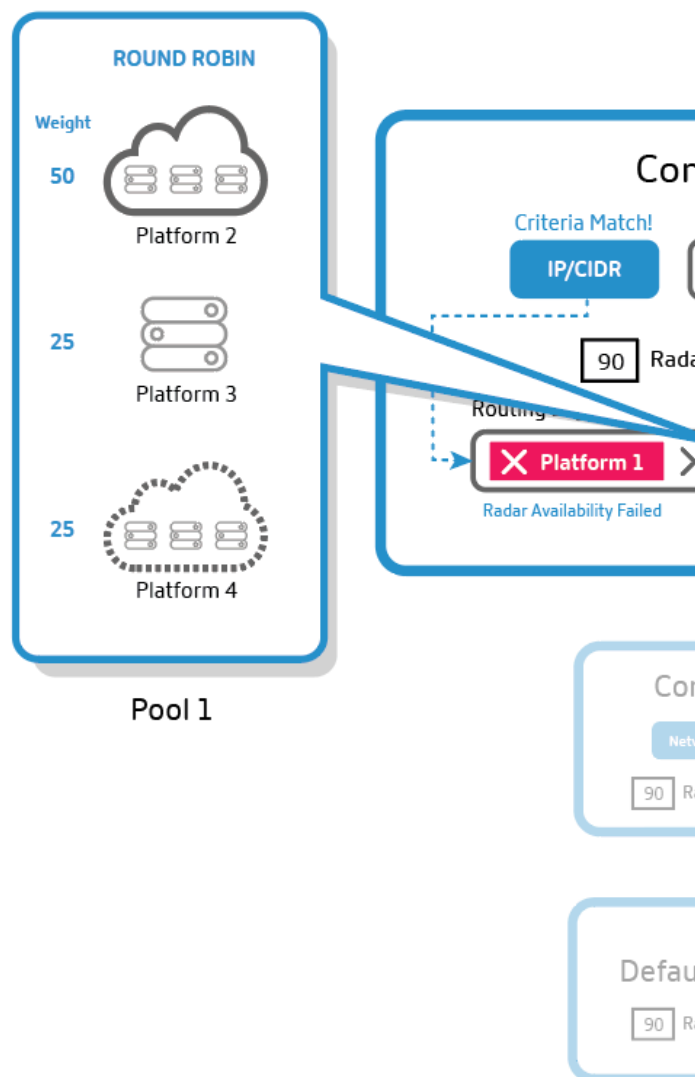 ROUND ROBIN
Weight
50
Platform 2
25
Platform 3
25
Platform 4
Pool 1
Criteria Match!
IP/CIDR
90
Routing
Platform 1
Radar Availability Failed
90
90